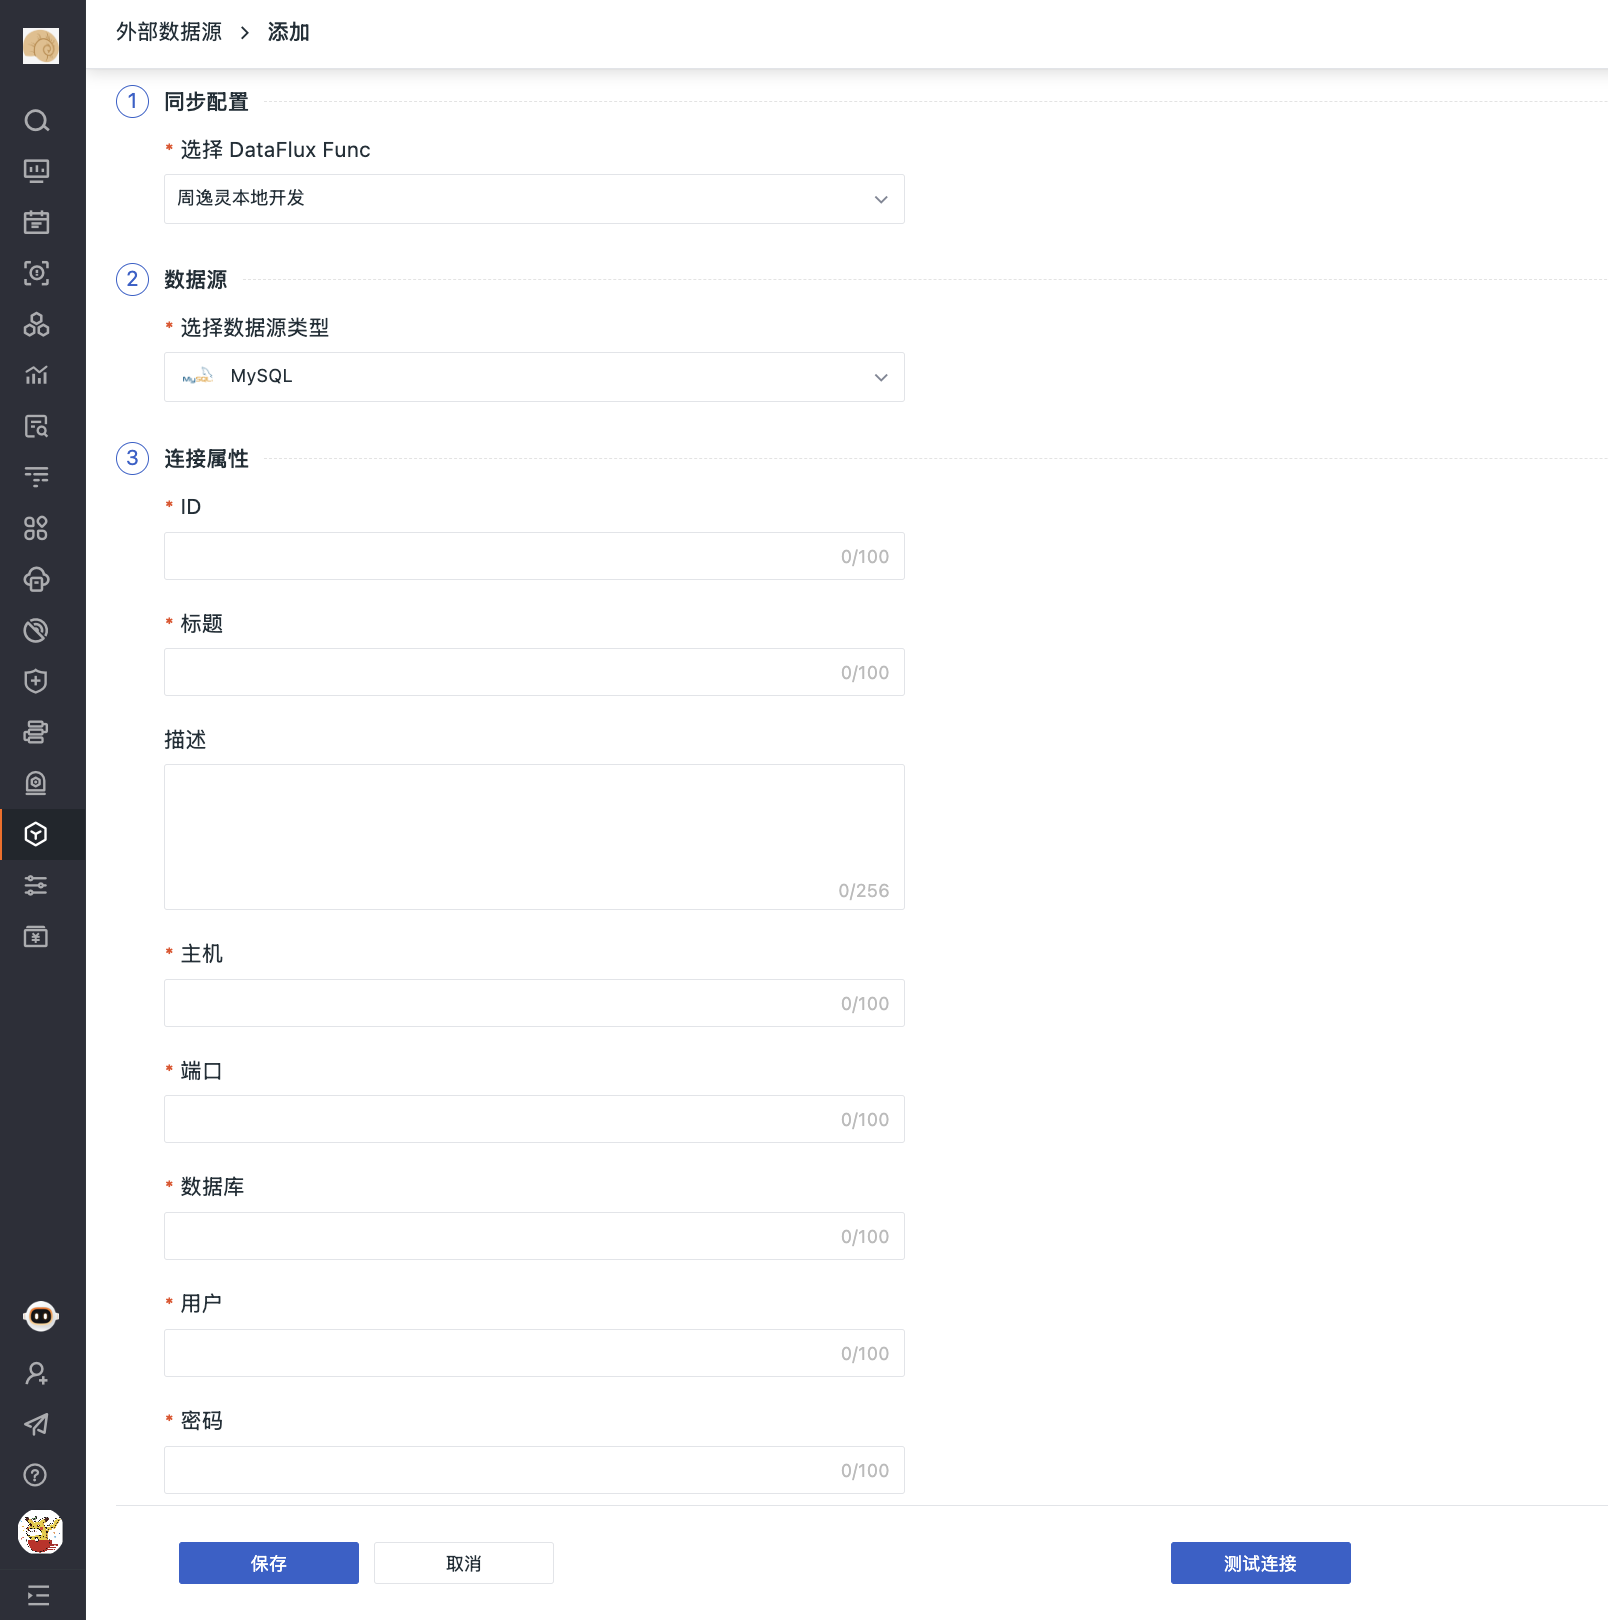 外部数据源 > 添加
1 同步配置
* 选择 DataFlux Func
周逸灵本地开发
2 数据源
* 选择数据源类型
MySQL MySQL
3 连接属性
* ID
0/100
* 标题
0/100
描述
0/256
* 主机
0/100
* 端口
0/100
* 数据库
0/100
* 用户
0/100
* 密码
0/100
保存 取消 测试连接